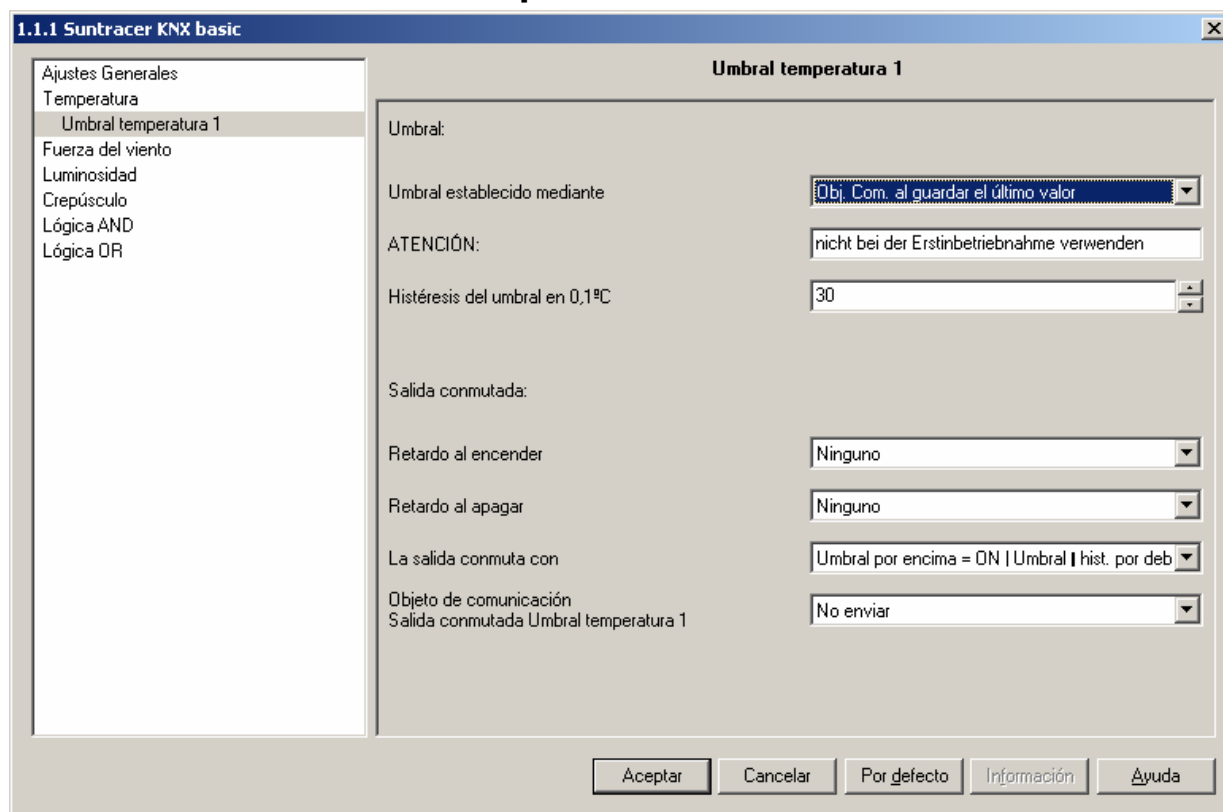 1.1.1 Suntracer KNX basic
Ajustes Generales
Temperatura
Umbral temperatura 1
Fuerza del viento
Luminosidad
Crepúsculo
Lógica AND
Lógica OR
Umbral temperatura 1
Umbral:
Umbral establecido mediante
Obj. Com. al guardar el último valor
ATENCIÓN:
nicht bei der Erstinbetriebnahme verwenden
Histéresis del umbral en 0,1ºC
30
Salida conmutada:
Retardo al encender
Ninguno
Retardo al apagar
Ninguno
La salida conmuta con
Umbral por encima = ON | Umbral | hist. por deb
Objeto de comunicación
Salida conmutada Umbral temperatura 1
No enviar
Aceptar
Cancelar
Por defecto
Información
Ayuda